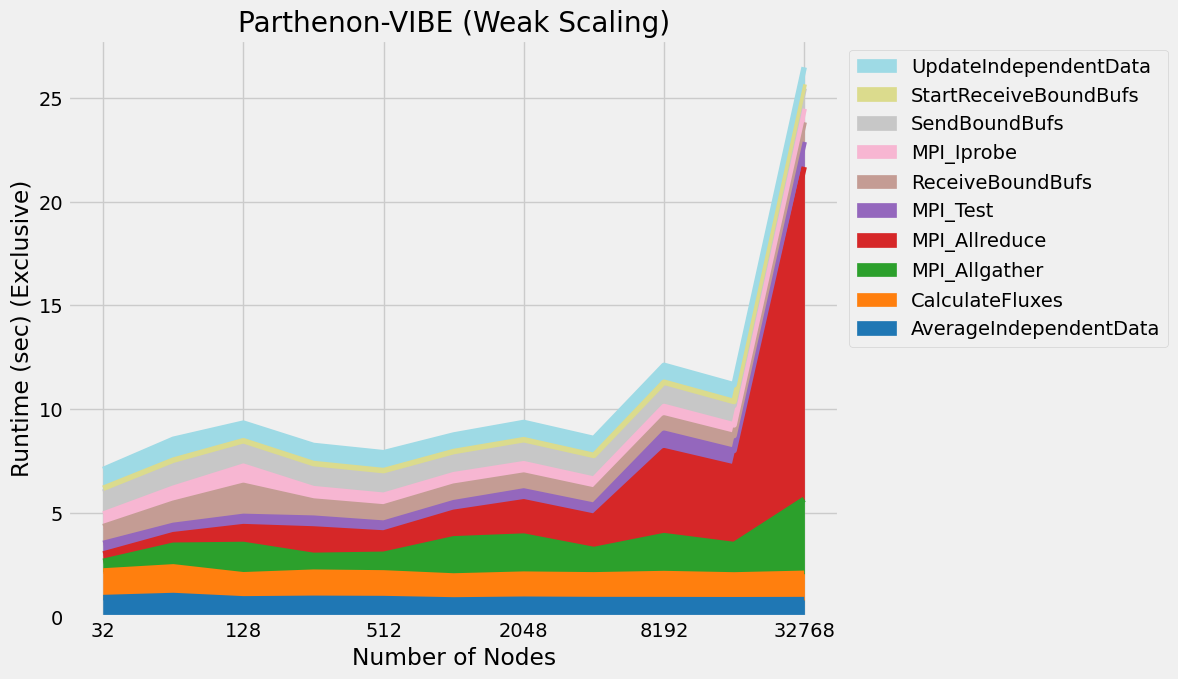 Parthenon-VIBE (Weak Scaling)
Runtime (sec) (Exclusive)
25
20
15
10
5
0
32
128
512
2048
8192
32768
Number of Nodes
UpdateIndependentData
StartReceiveBoundBufs
SendBoundBufs
MPI_Iprobe
ReceiveBoundBufs
MPI_Test
MPI_Allreduce
MPI_Allgather
CalculateFluxes
AverageIndependentData